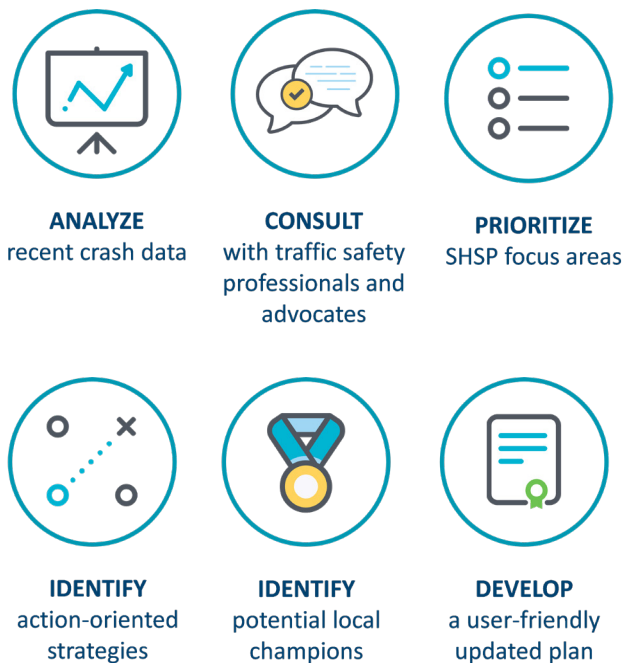 ANALYZE
recent crash data
CONSULT
with traffic safety
professionals and
advocates
PRIORITIZE
SHSP focus areas
IDENTIFY
action-oriented
strategies
IDENTIFY
potential local
champions
DEVELOP
a user-friendly
updated plan